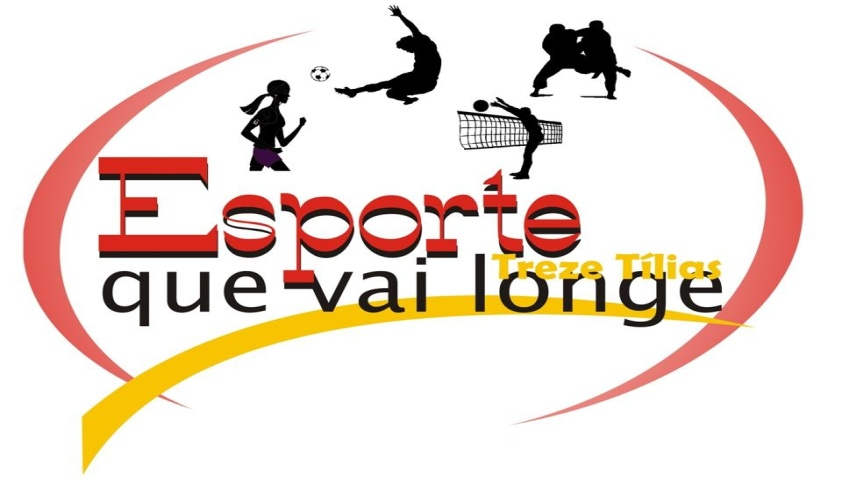 Esporte
Treze Tílias
que vai longe